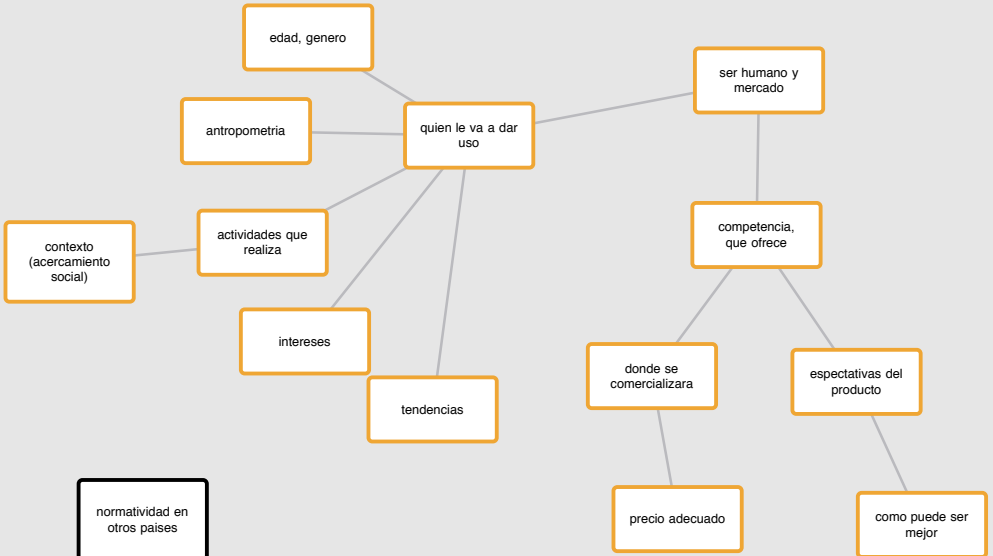 edad, genero
ser humano y
mercado
antropometria
quien le va a dar
uso
actividades que
realiza
contexto
(acercamiento
social)
competencia,
que ofrece
intereses
tendencias
donde se
comercializara
espectativas del
producto
normatividad en
otros paises
precio adecuado
como puede ser
mejor